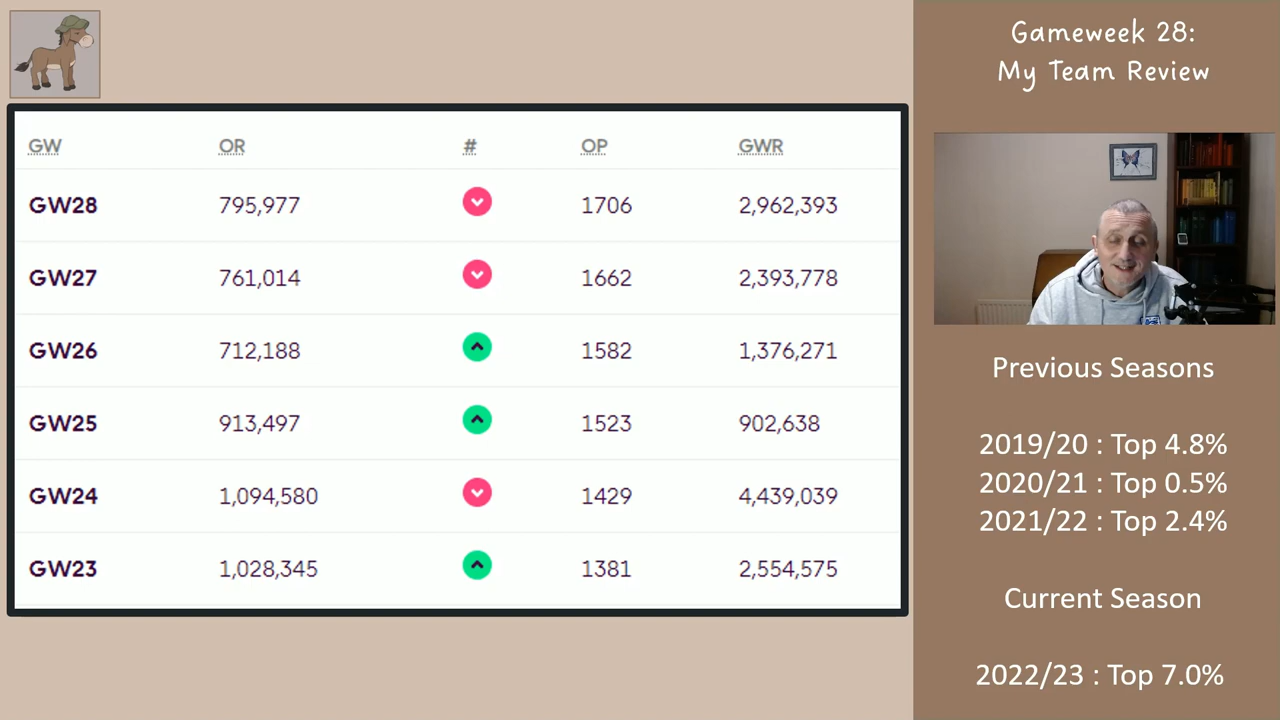 GW OR # OP GWR
GW28 795,977 1706 2,962,393
GW27 761,014 1662 2,393,778
GW26 712,188 1582 1,376,271
GW25 913,497 1523 902,638
GW24 1,094,580 1429 4,439,039
GW23 1,028,345 1381 2,554,575
Gameweek 28:
My Team Review
Previous Seasons
2019/20 : Top 4.8%
2020/21 : Top 0.5%
2021/22 : Top 2.4%
Current Season
2022/23 : Top 7.0%